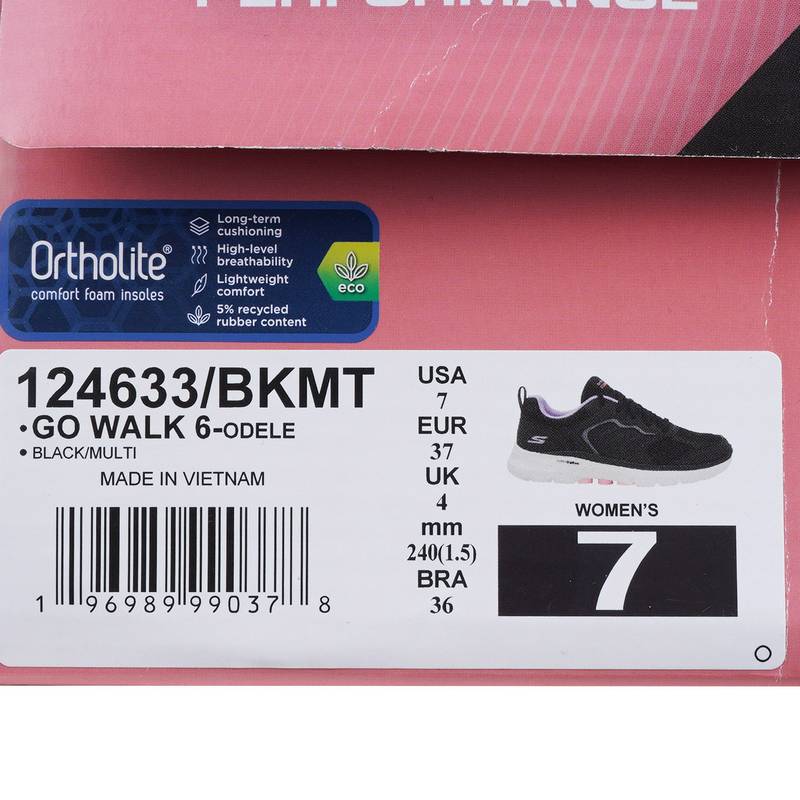 PERFORMANCE
Ortholite®
comfort foam insoles
Long-term
cushioning
High-level
breathability
Lightweight
comfort
5% recycled
rubber content
eco
124633/BKMT
•GO WALK 6-ODELE
• BLACK/MULTI
MADE IN VIETNAM
1 96989 99037 8
USA
7
EUR
37
UK
4
mm
240(1.5)
BRA
36
WOMEN'S
7